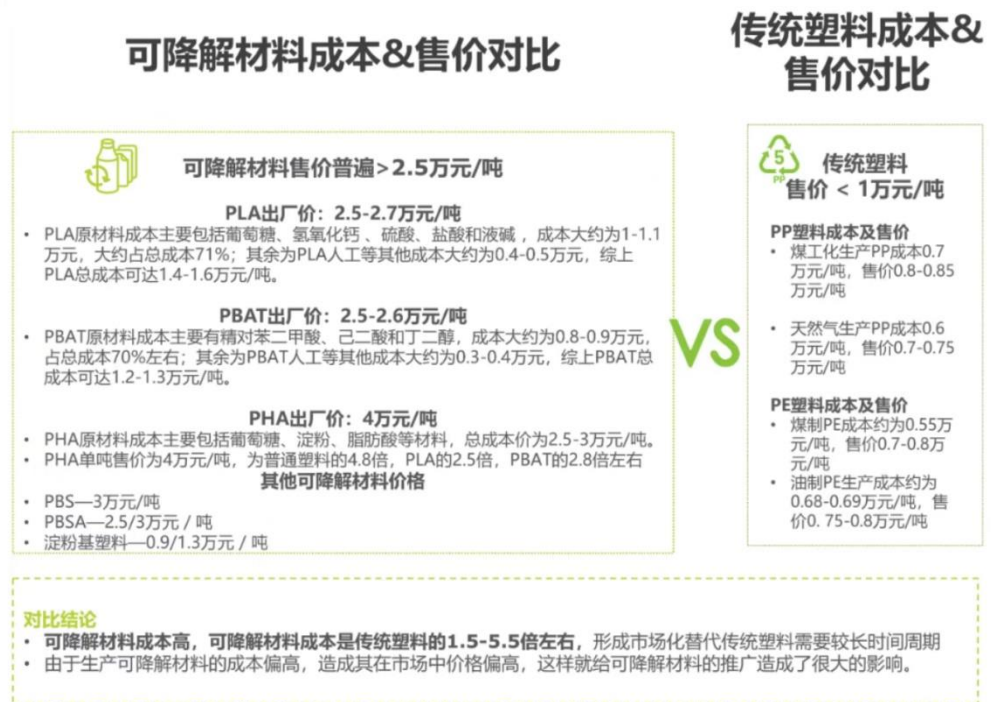 可降解材料成本&售价对比
传统塑料成本&
售价对比
可降解材料售价普遍>2.5万元/吨
PLA出厂价：2.5-2.7万元/吨
• PLA原材料成本主要包括葡萄糖、氢氧化钙 、硫酸、盐酸和液碱 ，成本大约为1-1.1
万元，大约占总成本71%；其余为PLA人工等其他成本大约为0.4-0.5万元，综上
PLA总成本可达1.4-1.6万元/吨。
PBAT出厂价：2.5-2.6万元/吨
• PBAT原材料成本主要有精对苯二甲酸、己二酸和丁二醇，成本大约为0.8-0.9万元，
占总成本70%左右；其余为PBAT人工等其他成本大约为0.3-0.4万元，综上PBAT总
成本可达1.2-1.3万元/吨。
PHA出厂价：4万元/吨
• PHA原材料成本主要包括葡萄糖、淀粉、脂肪酸等材料，总成本价为2.5-3万元/吨。
• PHA单吨售价为4万元/吨，为普通塑料的4.8倍，PLA的2.5倍，PBAT的2.8倍左右
其他可降解材料价格
• PBS—3万元/吨
• PBSA—2.5/3万元 / 吨
• 淀粉基塑料—0.9/1.3万元 / 吨
VS
5
PP
传统塑料
售价 < 1万元/吨
PP塑料成本及售价
• 煤工化生产PP成本0.7
万元/吨，售价0.8-0.85
万元/吨
• 天然气生产PP成本0.6
万元/吨，售价0.7-0.75
万元/吨
PE塑料成本及售价
• 煤制PE成本约为0.55万
元/吨，售价0.7-0.8万
元/吨
• 油制PE生产成本约为
0.68-0.69万元/吨，售
价0. 75-0.8万元/吨
对比结论
• 可降解材料成本高，可降解材料成本是传统塑料的1.5-5.5倍左右，形成市场化替代传统塑料需要较长时间周期
• 由于生产可降解材料的成本偏高，造成其在市场中价格偏高，这样就给可降解材料的推广造成了很大的影响。